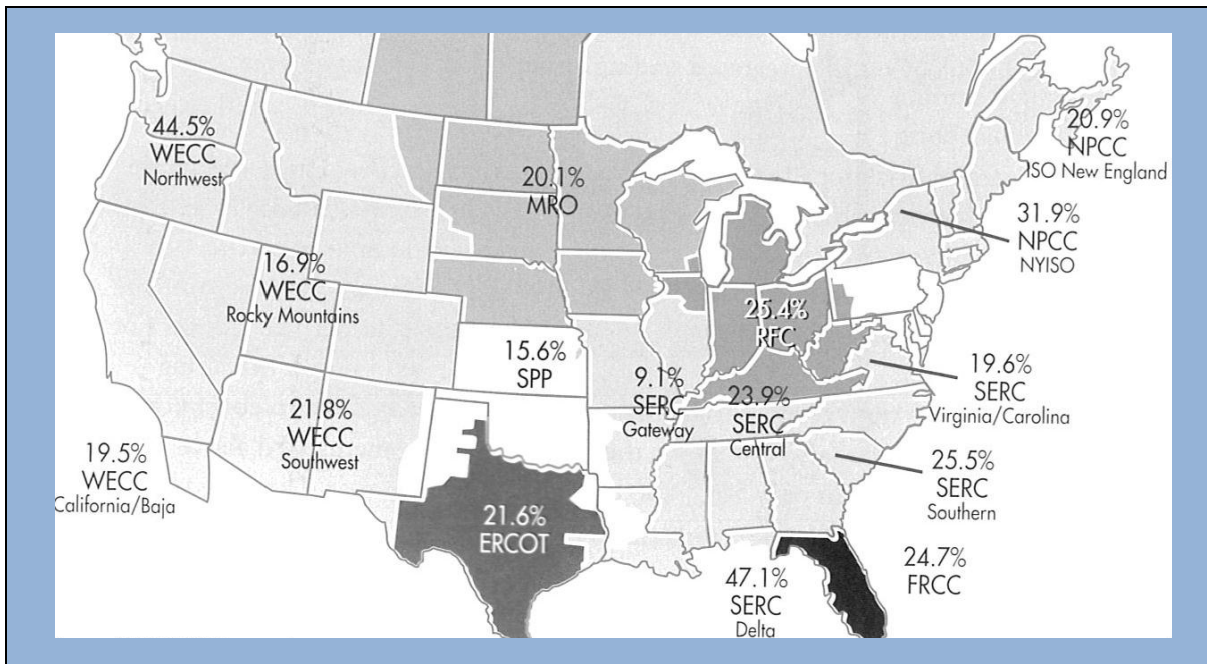 44.5%
WECC
Northwest
20.1%
MRO
20.9%
NPCC
ISO New England
31.9%
NPCC
NYISO
16.9%
WECC
Rocky Mountains
25.4%
RFC
15.6%
SPP
9.1%
SERC
Gateway
23.9%
SERC
Central
19.6%
SERC
Virginia/Carolina
21.8%
WECC
Southwest
19.5%
WECC
California/Baja
25.5%
SERC
Southern
21.6%
ERCOT
47.1%
SERC
Delta
24.7%
FRCC